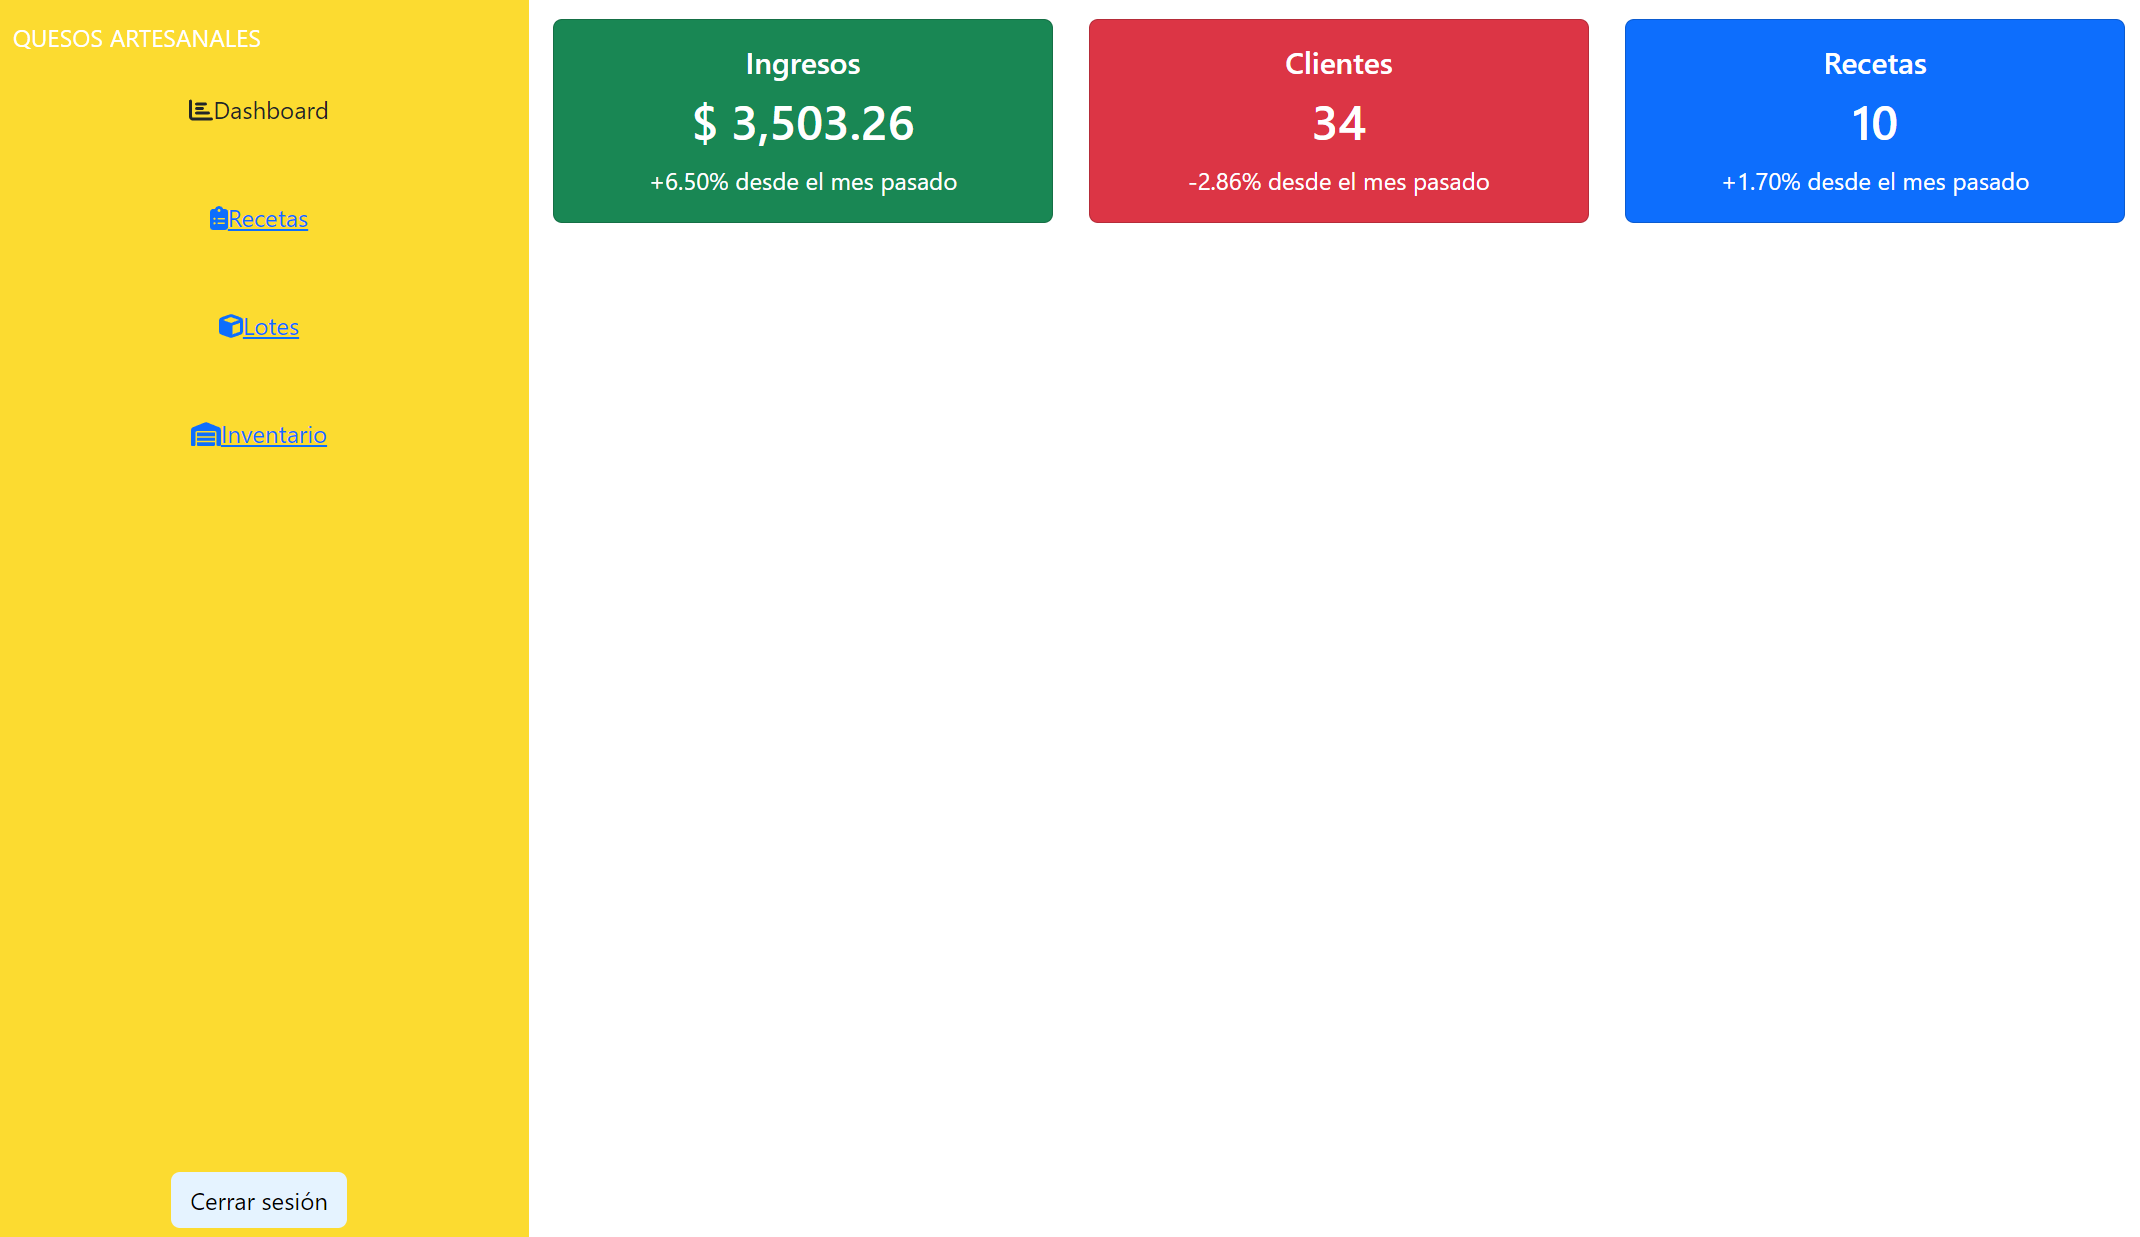 QUESOS ARTESANALES
Dashboard
Recetas
Lotes
Inventario
Cerrar sesión
Ingresos
$ 3,503.26
+6.50% desde el mes pasado
Clientes
34
-2.86% desde el mes pasado
Recetas
10
+1.70% desde el mes pasado